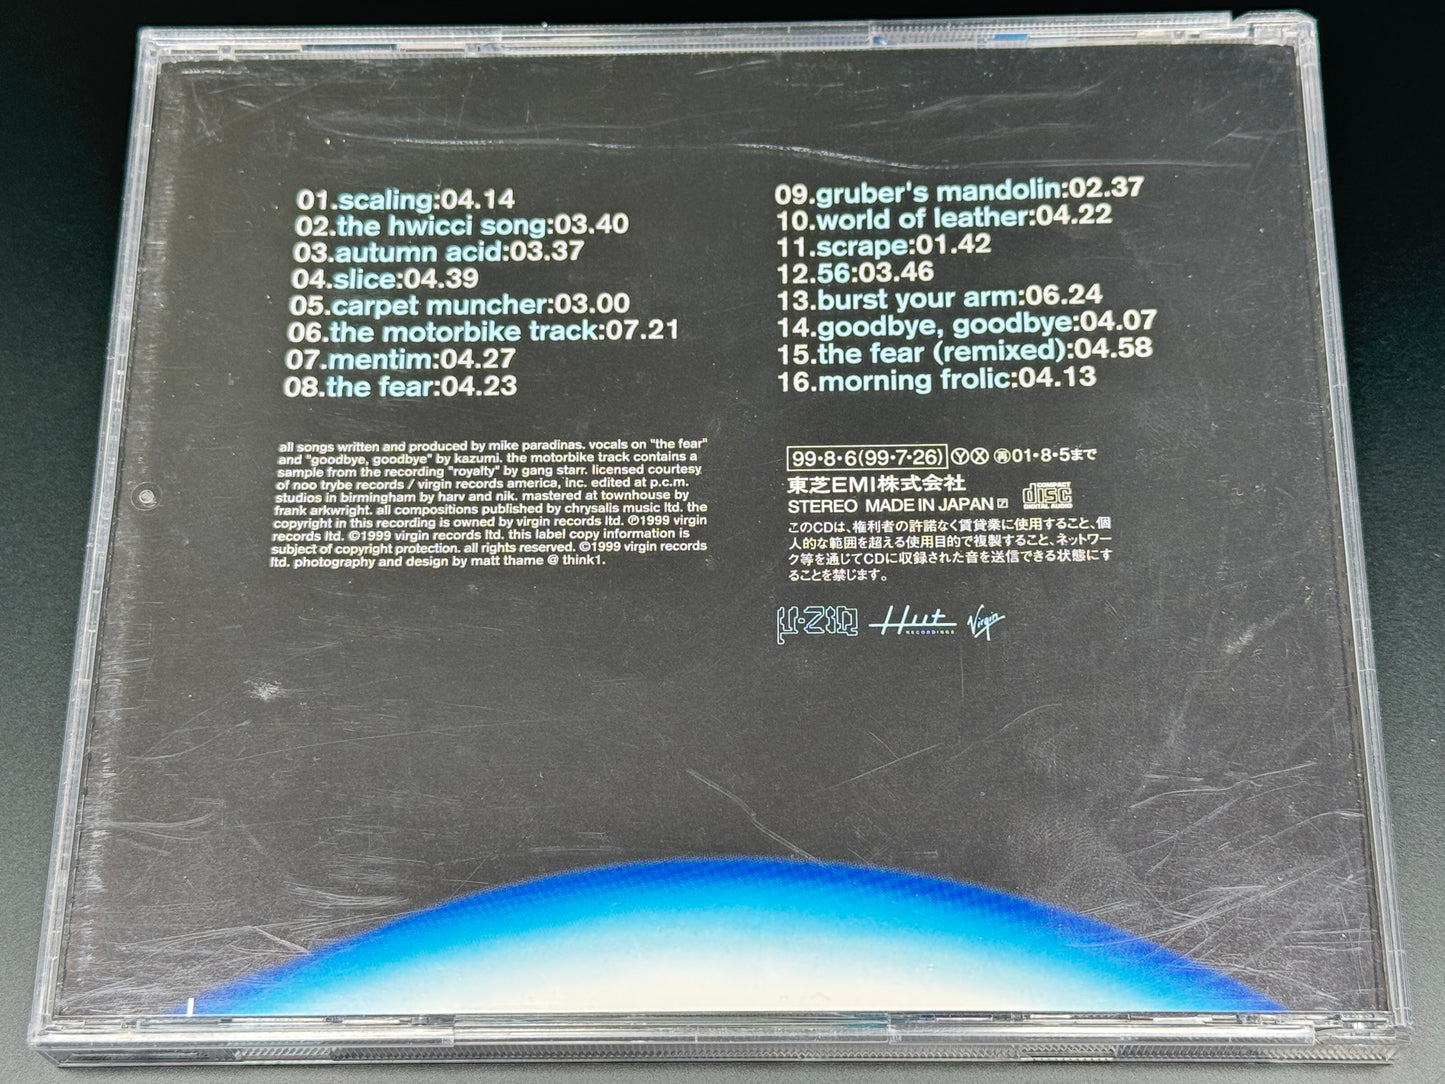 01.scaling:04.14
02.the hwicci song:03.40
03.autumn acid:03.37
04.slice:04.39
05.carpet muncher:03.00
06.the motorbike track:07.21
07.mentim:04.27
08.the fear:04.23
09.gruber's mandolin:02.37
10.world of leather:04.22
11.scrape:01.42
12.56:03.46
13.burst your arm:06.24
14.goodbye, goodbye:04.07
15.the fear (remixed):04.58
16.morning frolic:04.13
all songs written and produced by mike paradinas. vocals on "the fear"
and "goodbye, goodbye" by kazumi. the motorbike track contains a
sample from the recording "royalty" by gang starr. licensed courtesy
of noo trybe records / virgin records america, inc. edited at p.c.m.
studios in birmingham by harv and nik. mastered at townhouse by
frank arkwright. all compositions published by chrysalis music ltd. the
copyright in this recording is owned by virgin records ltd. ℗1999 virgin
records ltd. ©1999 virgin records ltd. this label copy information is
subject of copyright protection. all rights reserved. ©1999 virgin records
ltd. photography and design by matt thame @ think1.
99・8・6(99・7・26) Ⓨ Ⓧ ㊢01・8・5まで
東芝EMI株式会社
STEREO MADE IN JAPAN
COMPACT disc DIGITAL AUDIO
このCDは、権利者の許諾なく賃貸業に使用すること、個
人的な範囲を超える使用目的で複製すること、ネットワー
ク等を通じてCDに収録された音を送信できる状態にす
ることを禁じます。
µ-Ziq Hut RECORDINGS Virgin